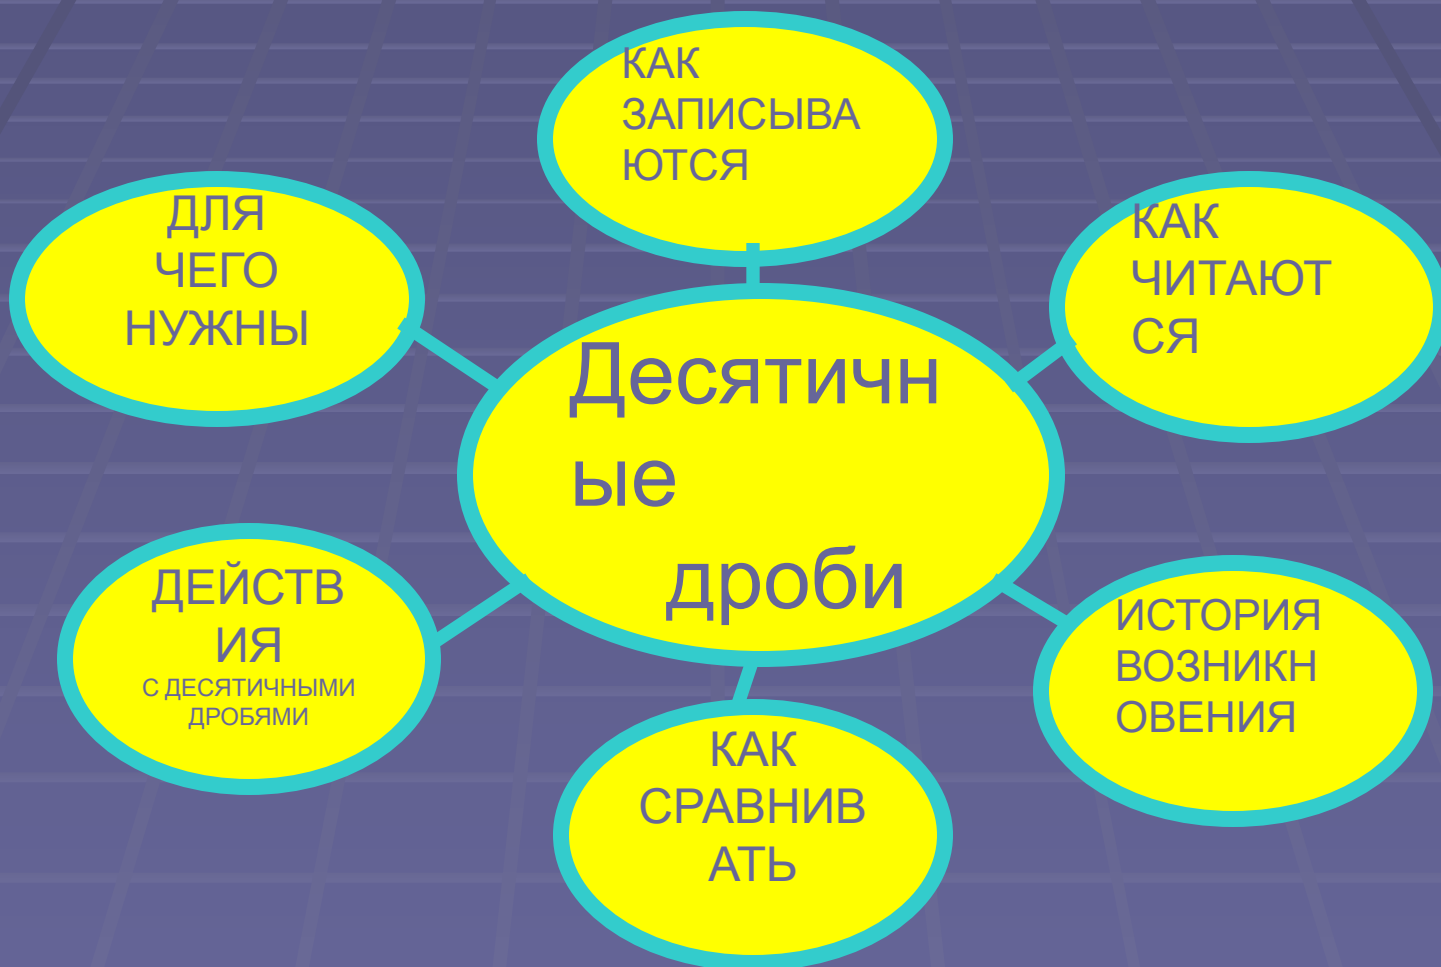 КАК
ЗАПИСЫВА
ЮТСЯ
ДЛЯ
ЧЕГО
НУЖНЫ
КАК
ЧИТАЮТ
СЯ
Десятичн
ые
дроби
ДЕЙСТВ
ИЯ
С ДЕСЯТИЧНЫМИ
ДРОБЯМИ
ИСТОРИЯ
ВОЗНИКН
ОВЕНИЯ
КАК
СРАВНИВ
АТЬ